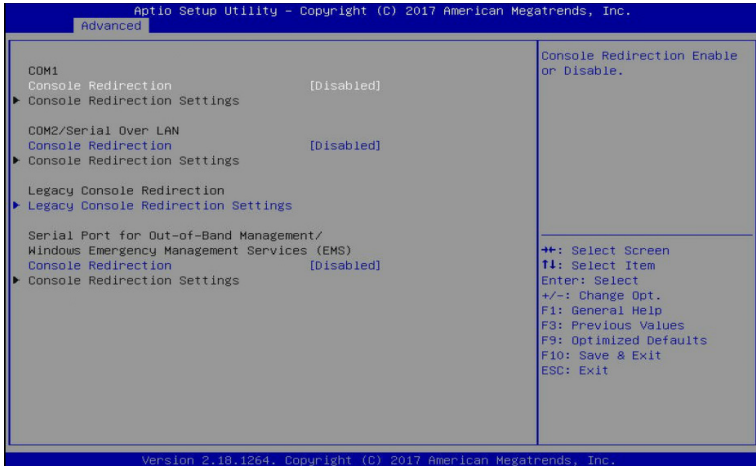 Aptio Setup Utility – Copyright (C) 2017 American Megatrends, Inc.
Advanced
COM1
Console Redirection [Disabled]
▶ Console Redirection Settings
COM2/Serial Over LAN
Console Redirection [Disabled]
▶ Console Redirection Settings
Legacy Console Redirection
▶ Legacy Console Redirection Settings
Serial Port for Out-of-Band Management/
Windows Emergency Management Services (EMS)
Console Redirection [Disabled]
▶ Console Redirection Settings
Console Redirection Enable
or Disable.
→←: Select Screen
↑↓: Select Item
Enter: Select
+/-: Change Opt.
F1: General Help
F3: Previous Values
F9: Optimized Defaults
F10: Save & Exit
ESC: Exit
Version 2.18.1264. Copyright (C) 2017 American Megatrends, Inc.